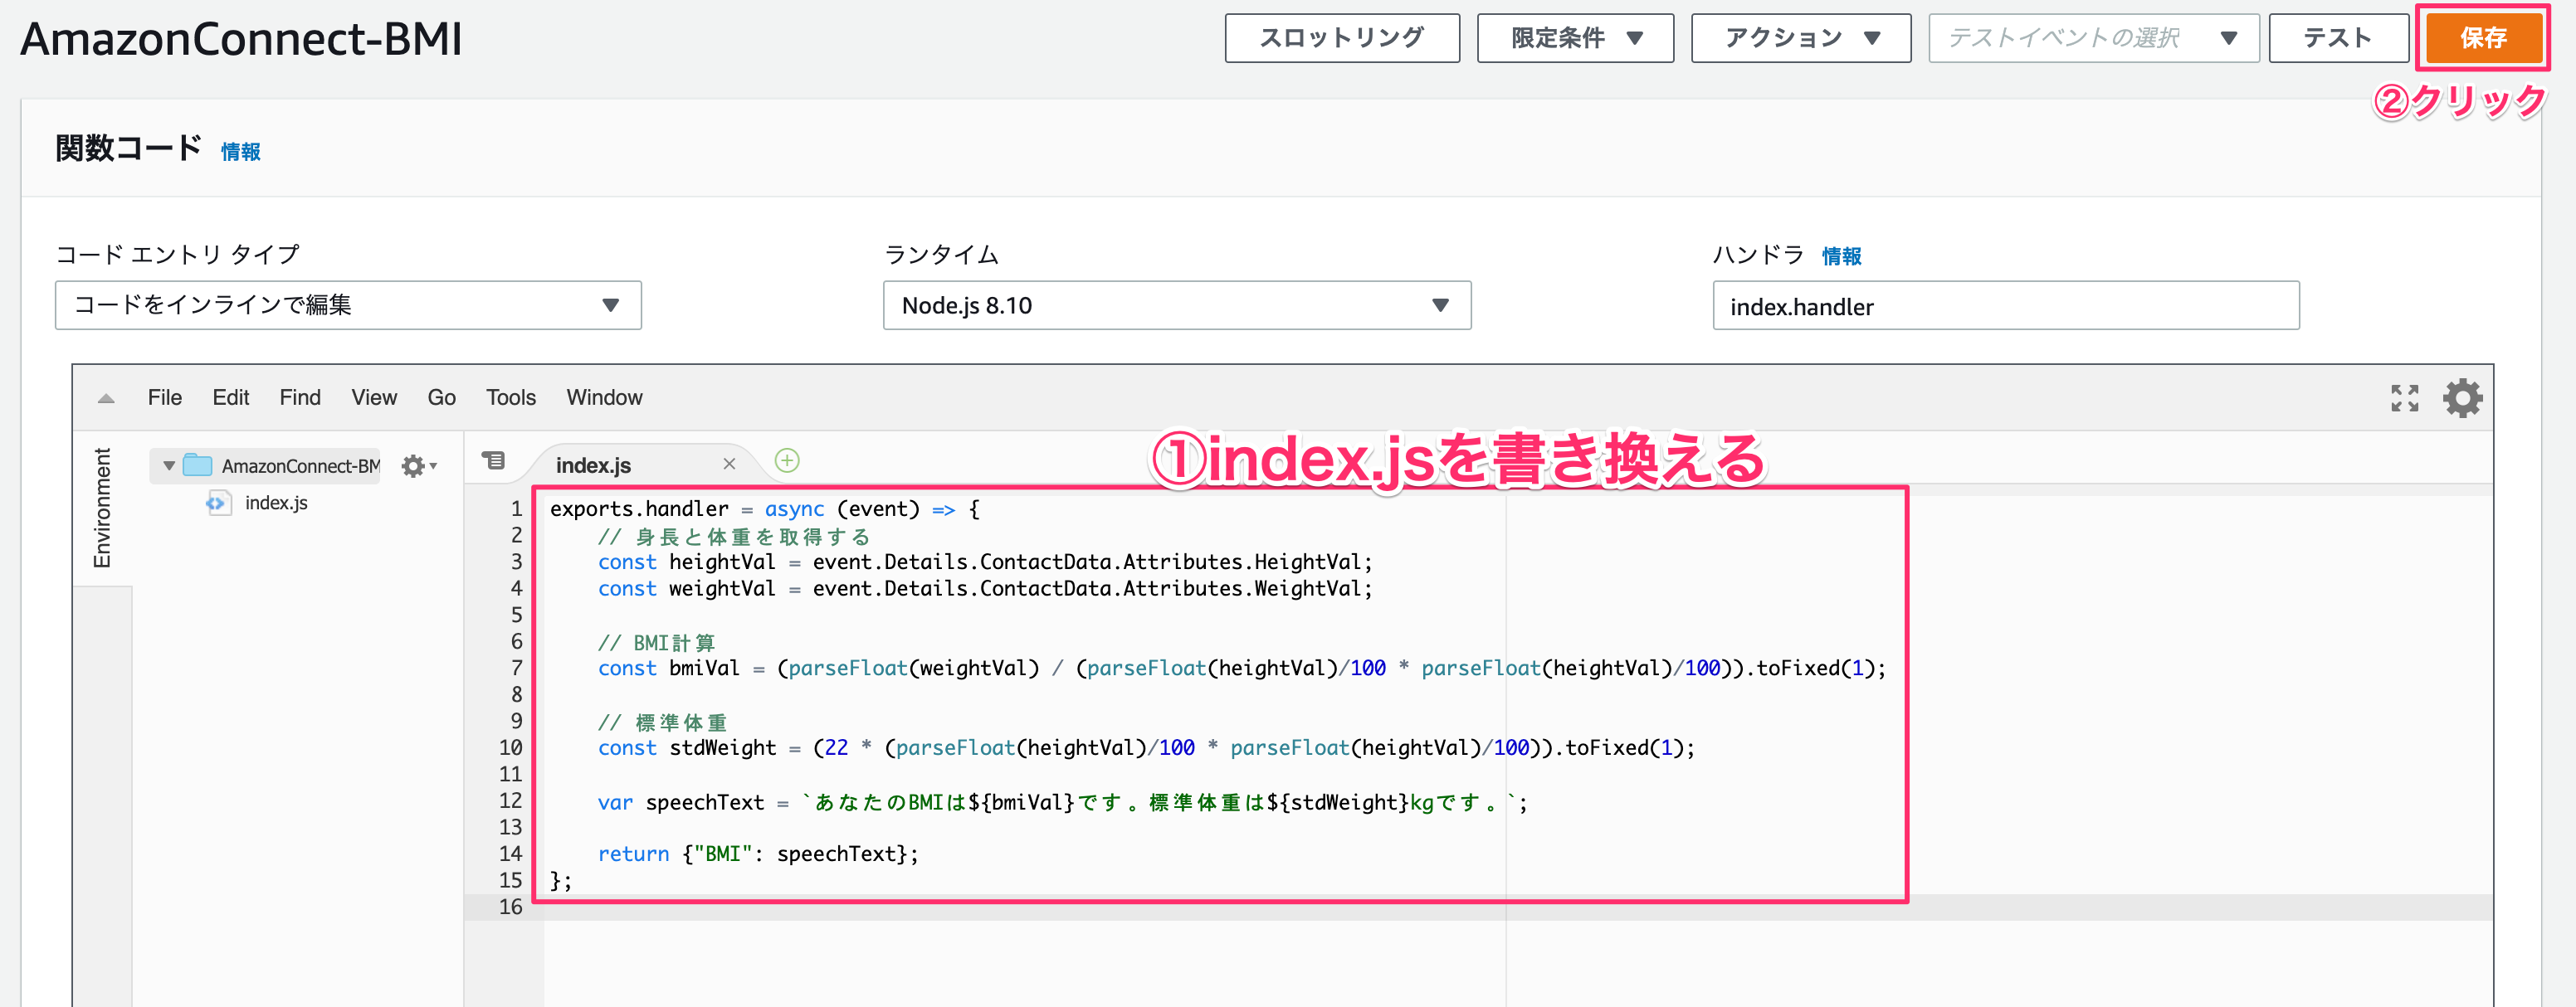 AmazonConnect-BMI
スロットリング
限定条件
アクション
テストイベントの選択
テスト
保存
②クリック
関数コード 情報
コード エントリ タイプ
コードをインラインで編集
ランタイム
Node.js 8.10
ハンドラ 情報
index.handler
File Edit Find View Go Tools Window
Environment
AmazonConnect-BM
index.js
index.js
①index.jsを書き換える
1 exports.handler = async (event) => {
2 // 身長と体重を取得する
3 const heightVal = event.Details.ContactData.Attributes.HeightVal;
4 const weightVal = event.Details.ContactData.Attributes.WeightVal;
5
6 // BMI計算
7 const bmiVal = (parseFloat(weightVal) / (parseFloat(heightVal)/100 * parseFloat(heightVal)/100)).toFixed(1);
8
9 // 標準体重
10 const stdWeight = (22 * (parseFloat(heightVal)/100 * parseFloat(heightVal)/100)).toFixed(1);
11
12 var speechText = `あなたのBMIは${bmiVal}です。標準体重は${stdWeight}kgです。`;
13
14 return {"BMI": speechText};
15 };
16